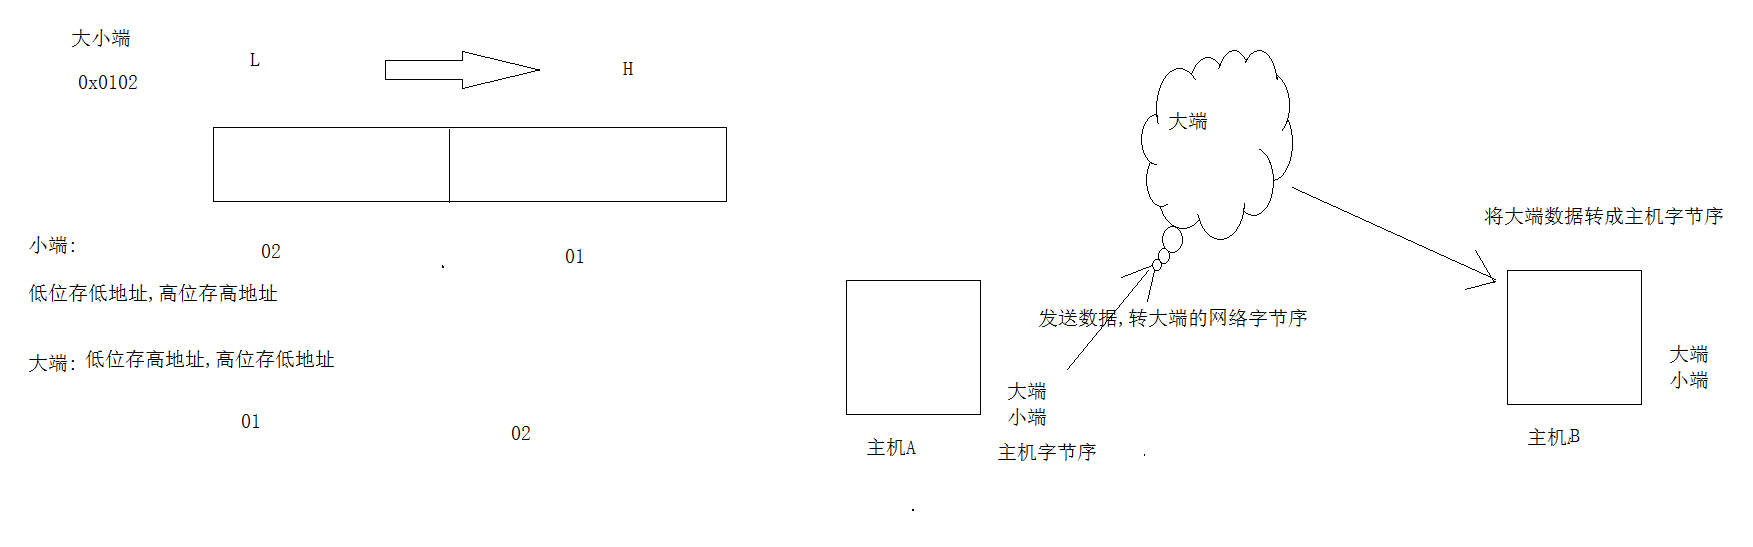 大小端
0x0102
L
H
小端:
02
01
低位存低地址,高位存高地址
大端:
低位存高地址,高位存低地址
01
02
大端
发送数据,转大端的网络字节序
大端
小端
主机A
主机字节序
将大端数据转成主机字节序
大端
小端
主机B